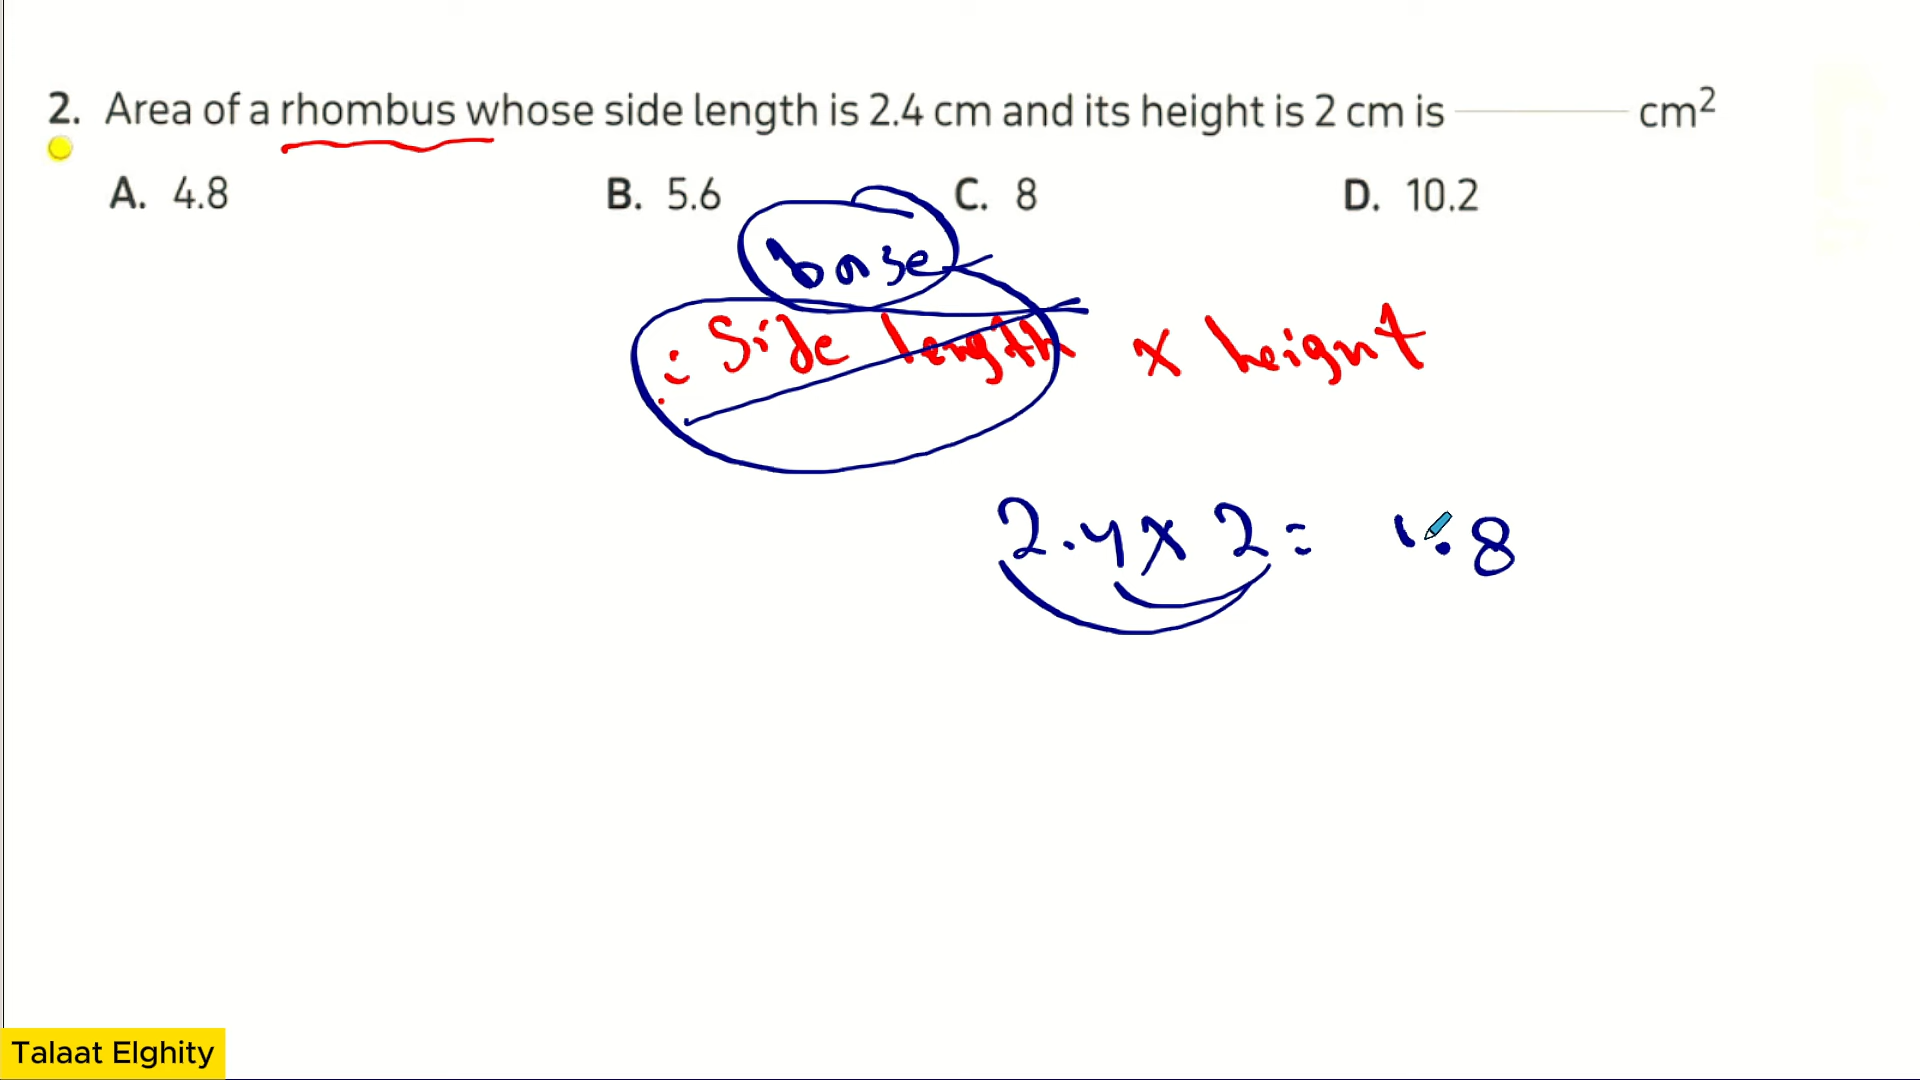 2. Area of a rhombus whose side length is 2.4 cm and its height is 2 cm is ________ cm²
A. 4.8 B. 5.6 C. 8 D. 10.2
base
= Side length × height
2.4 × 2 = .8
Talaat Elghity